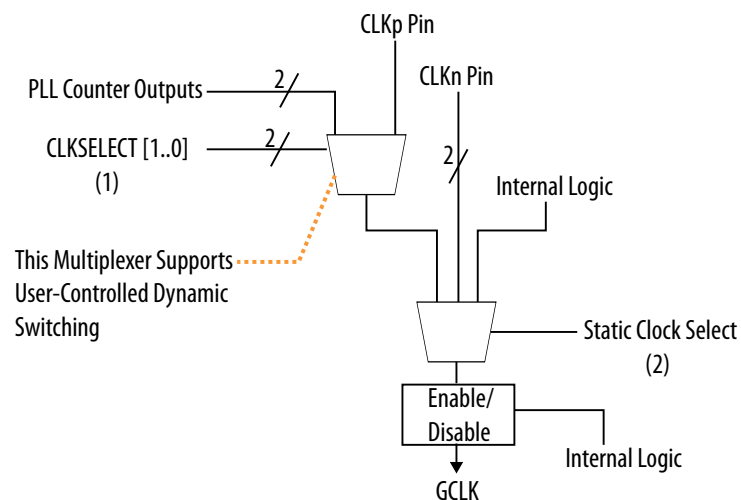 CLKp Pin
PLL Counter Outputs
2
CLKn Pin
CLKSELECT [1..0]
2
(1)
2
Internal Logic
This Multiplexer Supports
User-Controlled Dynamic
Switching
Static Clock Select
(2)
Enable/
Disable
Internal Logic
GCLK